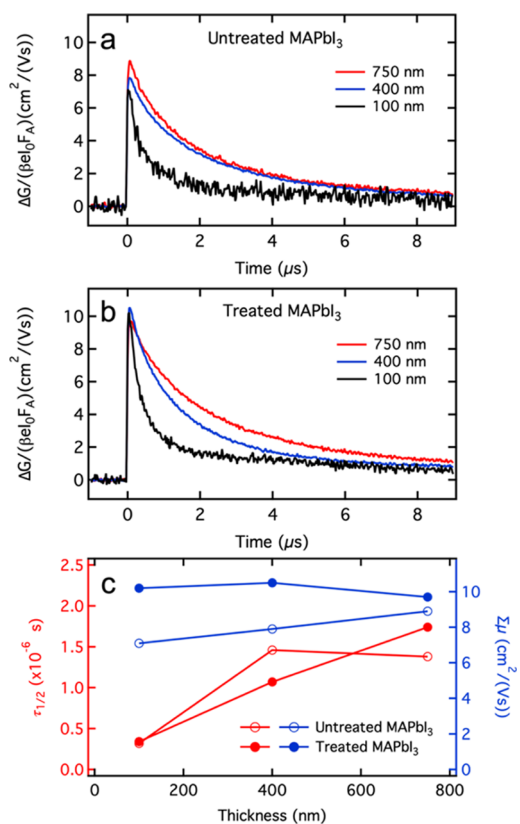 a
Untreated MAPbI3
750 nm
400 nm
100 nm
ΔG/(βeI0FA)(cm2/(Vs)
10
8
6
4
2
0
0 2 4 6 8
Time (µs)
b
Treated MAPbI3
750 nm
400 nm
100 nm
ΔG/(βeI0FA)(cm2/(Vs)
10
8
6
4
2
0
0 2 4 6 8
Time (µs)
c
τ1/2 (x10-6 s)
2.5
2.0
1.5
1.0
0.5
0.0
10
8
6
4
2
0
Σμ (cm2/(Vs))
Untreated MAPbI3
Treated MAPbI3
0 200 400 600 800
Thickness (nm)